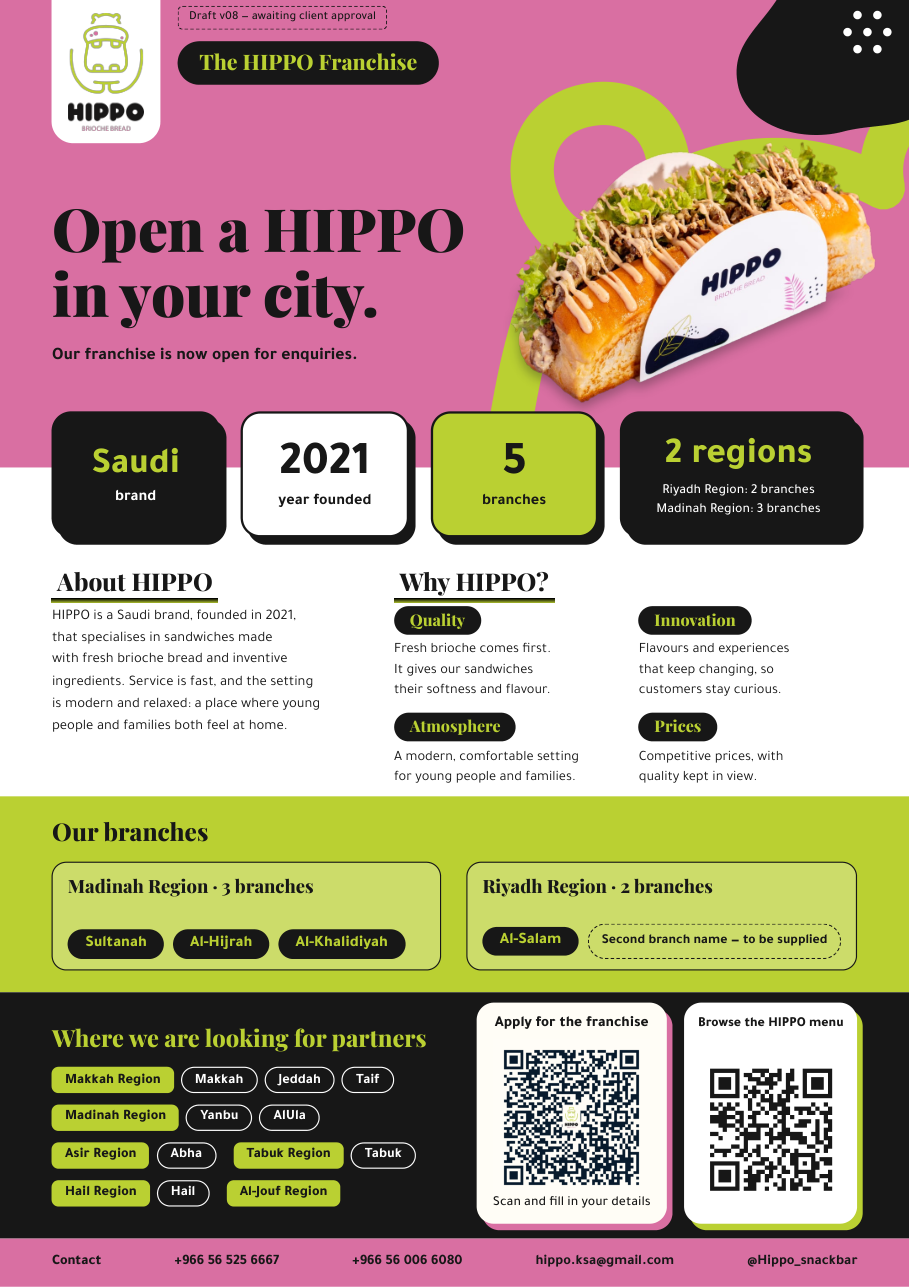 Draft v08 – awaiting client approval
The HIPPO Franchise
HIPPO
BRIOCHE BREAD
Open a HIPPO
in your city.
Our franchise is now open for enquiries.
HIPPO
BRIOCHE BREAD
Saudi
brand
2021
year founded
5
branches
2 regions
Riyadh Region: 2 branches
Madinah Region: 3 branches
About HIPPO
HIPPO is a Saudi brand, founded in 2021,
that specialises in sandwiches made
with fresh brioche bread and inventive
ingredients. Service is fast, and the setting
is modern and relaxed: a place where young
people and families both feel at home.
Why HIPPO?
Quality
Fresh brioche comes first.
It gives our sandwiches
their softness and flavour.
Innovation
Flavours and experiences
that keep changing, so
customers stay curious.
Atmosphere
A modern, comfortable setting
for young people and families.
Prices
Competitive prices, with
quality kept in view.
Our branches
Madinah Region · 3 branches
Sultanah Al-Hijrah Al-Khalidiyah
Riyadh Region · 2 branches
Al-Salam Second branch name – to be supplied
Where we are looking for partners
Makkah Region Makkah Jeddah Taif
Madinah Region Yanbu AlUla
Asir Region Abha Tabuk Region Tabuk
Hail Region Hail Al-Jouf Region
Apply for the franchise
HIPPO
Scan and fill in your details
Browse the HIPPO menu
Contact +966 56 525 6667 +966 56 006 6080 hippo.ksa@gmail.com @Hippo_snackbar